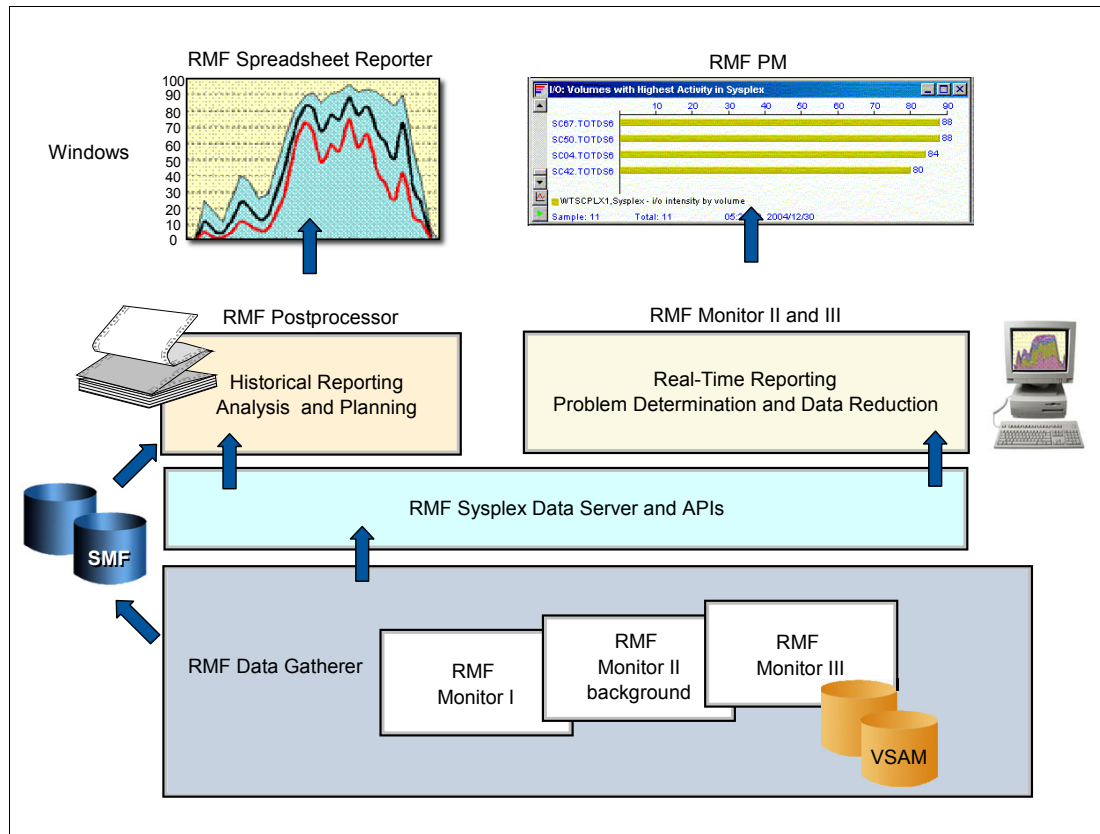 RMF Spreadsheet Reporter
RMF PM
Windows
100
90
80
70
60
50
40
30
20
10
0
I/O: Volumes with Highest Activity in Sysplex
10 20 30 40 50 60 70 80 90
SC67.TOTDS6 88
SC50.TOTDS6 88
SC04.TOTDS6 84
SC42.TOTDS6 80
WTSCPLX1,Sysplex - i/o intensity by volume
Sample: 11 Total: 11 2004/12/30
RMF Postprocessor
RMF Monitor II and III
Historical Reporting
Analysis and Planning
Real-Time Reporting
Problem Determination and Data Reduction
RMF Sysplex Data Server and APIs
SMF
RMF Data Gatherer
RMF
Monitor I
RMF
Monitor II
background
RMF
Monitor III
VSAM